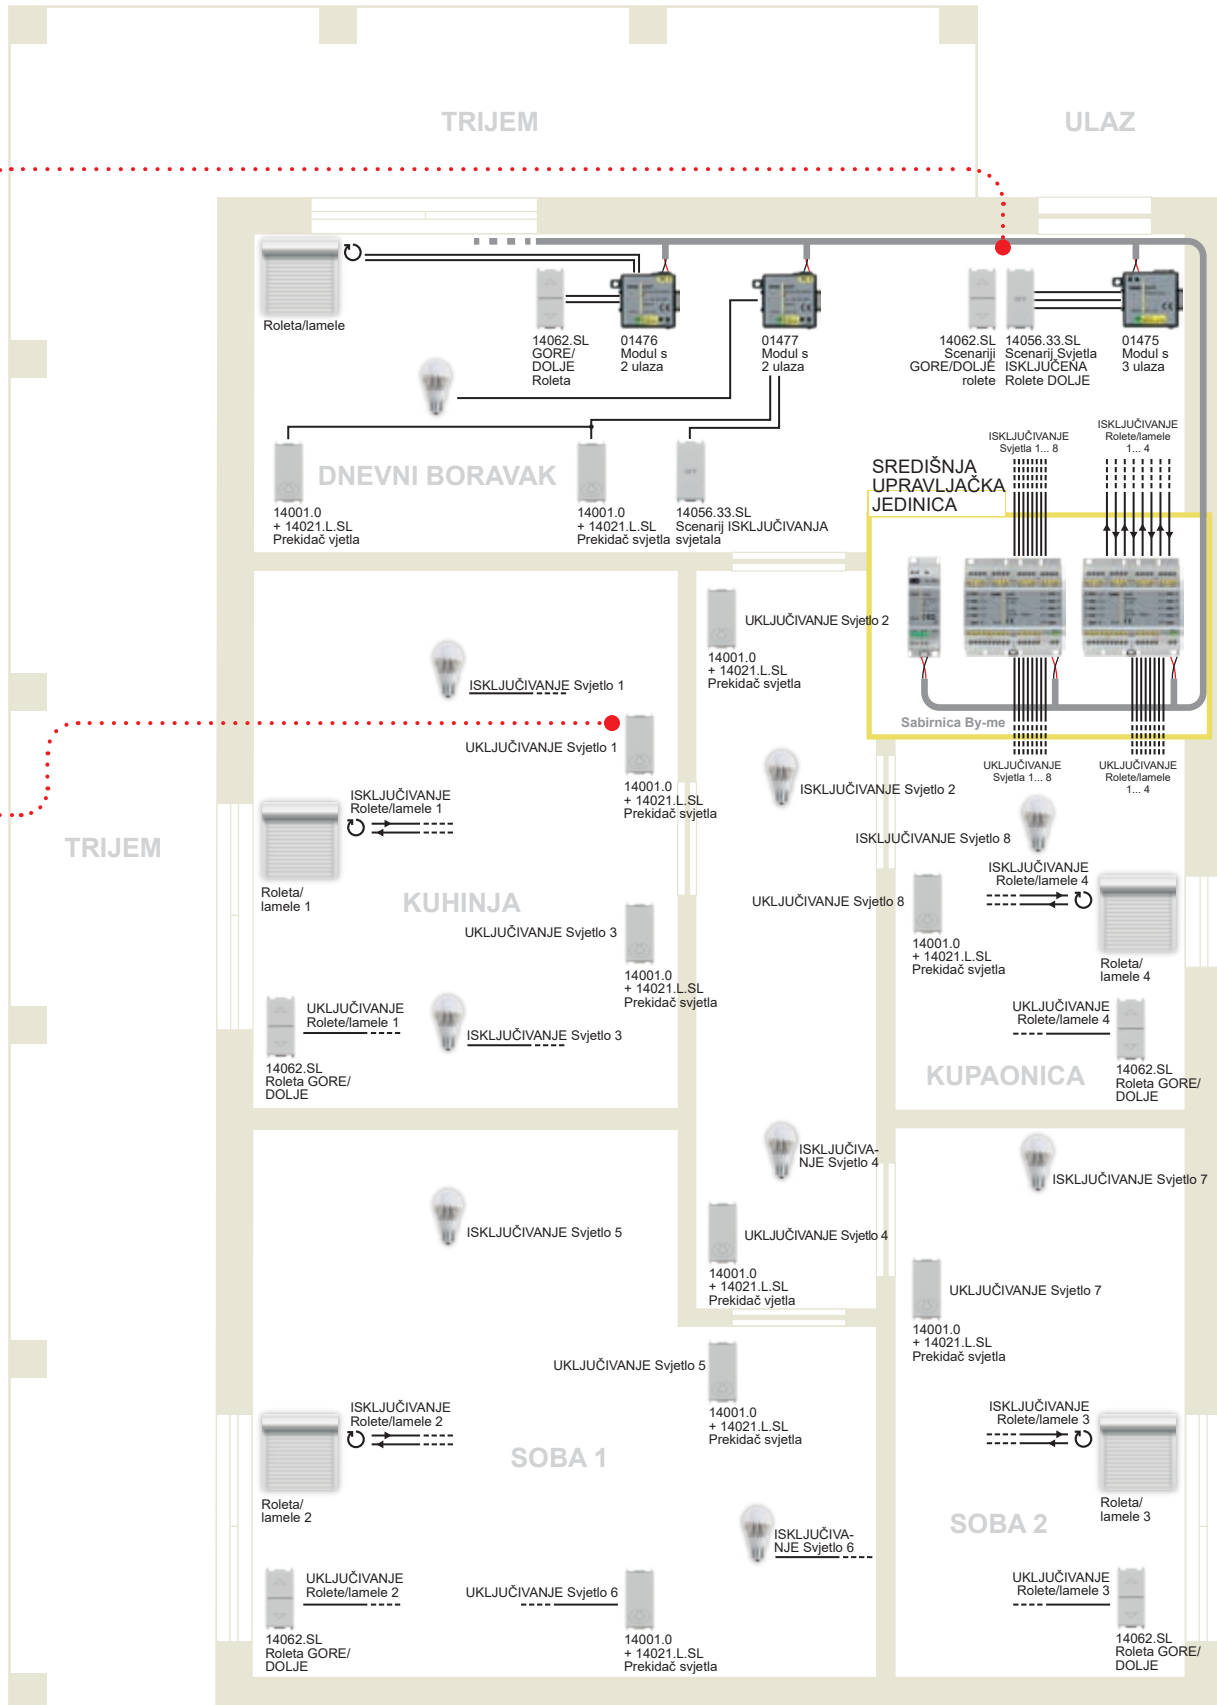 TRIJEM
ULAZ
Roleta/lamele
14062.SL
GORE/
DOLJE
Roleta
01476
Modul s
2 ulaza
01477
Modul s
2 ulaza
14062.SL
Scenariji
GORE/DOLJE
rolete
14056.33.SL
Scenarij Svjetla
ISKLJUČENA
Rolete DOLJE
01475
Modul s
3 ulaza
DNEVNI BORAVAK
14001.0
+ 14021.L.SL
Prekidač vjetla
14001.0
+ 14021.L.SL
Prekidač svjetla
14056.33.SL
Scenarij ISKLJUČIVANJA
svjetala
ISKLJUČIVANJE
Svjetla 1... 8
ISKLJUČIVANJE
Rolete/lamele
1... 4
SREDIŠNJA
UPRAVLJAČKA
JEDINICA
Sabirnica By-me
UKLJUČIVANJE
Svjetla 1... 8
UKLJUČIVANJE
Rolete/lamele
1... 4
UKLJUČIVANJE Svjetlo 2
14001.0
+ 14021.L.SL
Prekidač svjetla
ISKLJUČIVANJE Svjetlo 1
UKLJUČIVANJE Svjetlo 1
14001.0
+ 14021.L.SL
Prekidač svjetla
ISKLJUČIVANJE Svjetlo 2
ISKLJUČIVANJE
Rolete/lamele 1
Roleta/
lamele 1
TRIJEM
KUHINJA
ISKLJUČIVANJE Svjetlo 8
ISKLJUČIVANJE
Rolete/lamele 4
UKLJUČIVANJE Svjetlo 8
14001.0
+ 14021.L.SL
Prekidač svjetla
Roleta/
lamele 4
UKLJUČIVANJE Svjetlo 3
14001.0
+ 14021.L.SL
Prekidač svjetla
UKLJUČIVANJE
Rolete/lamele 1
ISKLJUČIVANJE Svjetlo 3
14062.SL
Roleta GORE/
DOLJE
UKLJUČIVANJE
Rolete/lamele 4
KUPAONICA
14062.SL
Roleta GORE/
DOLJE
ISKLJUČIVA-
NJE Svjetlo 4
ISKLJUČIVANJE Svjetlo 7
ISKLJUČIVANJE Svjetlo 5
UKLJUČIVANJE Svjetlo 4
14001.0
+ 14021.L.SL
Prekidač vjetla
UKLJUČIVANJE Svjetlo 7
14001.0
+ 14021.L.SL
Prekidač svjetla
UKLJUČIVANJE Svjetlo 5
14001.0
+ 14021.L.SL
Prekidač svjetla
ISKLJUČIVANJE
Rolete/lamele 2
Roleta/
lamele 2
SOBA 1
ISKLJUČIVANJE
Rolete/lamele 3
Roleta/
lamele 3
SOBA 2
ISKLJUČIVA-
NJE Svjetlo 6
UKLJUČIVANJE
Rolete/lamele 2
14062.SL
Roleta GORE/
DOLJE
UKLJUČIVANJE Svjetlo 6
14001.0
+ 14021.L.SL
Prekidač svjetla
UKLJUČIVANJE
Rolete/lamele 3
14062.SL
Roleta GORE/
DOLJE